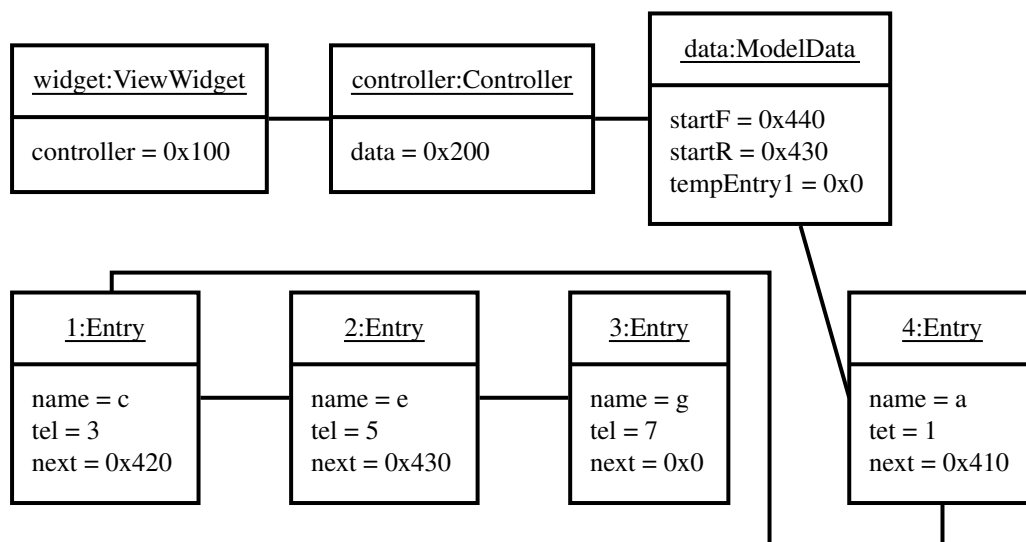 widget:ViewWidget
controller = 0x100
controller:Controller
data = 0x200
data:ModelData
startF = 0x440
startR = 0x430
tempEntry1 = 0x0
1:Entry
name = c
tel = 3
next = 0x420
2:Entry
name = e
tel = 5
next = 0x430
3:Entry
name = g
tel = 7
next = 0x0
4:Entry
name = a
tet = 1
next = 0x410